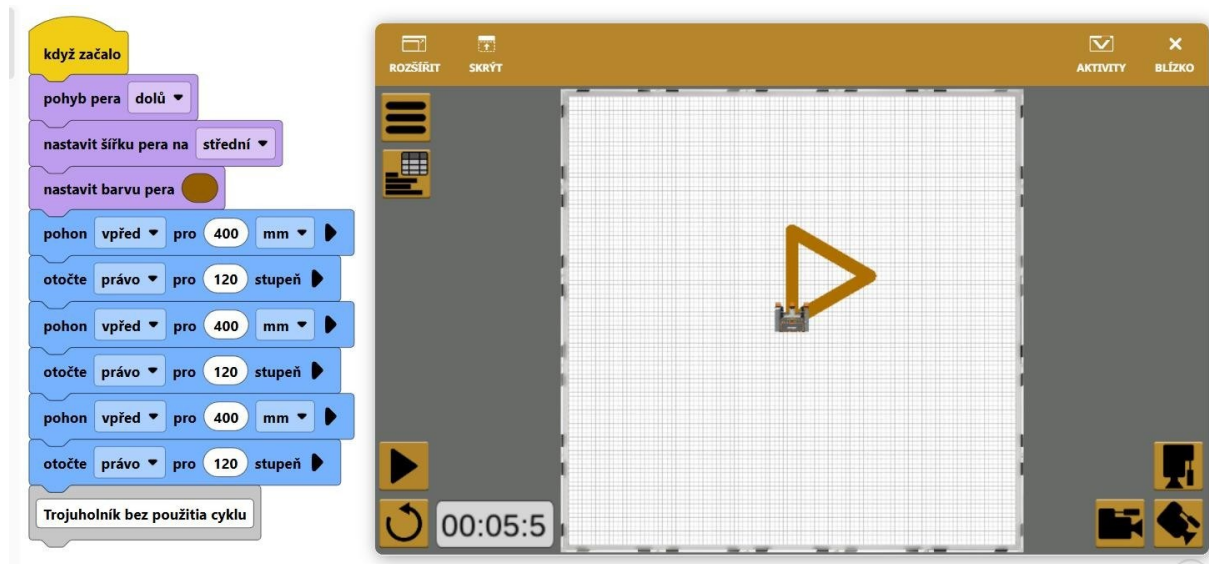 když začalo
pohyb pera dolů
nastavit šířku pera na střední
nastavit barvu pera
pohon vpřed pro 400 mm
otočte právo pro 120 stupeň
pohon vpřed pro 400 mm
otočte právo pro 120 stupeň
pohon vpřed pro 400 mm
otočte právo pro 120 stupeň
Trojuholník bez použitia cyklu
ROZŠÍŘIT SKRÝT AKTIVITY BLÍZKO
00:05:5